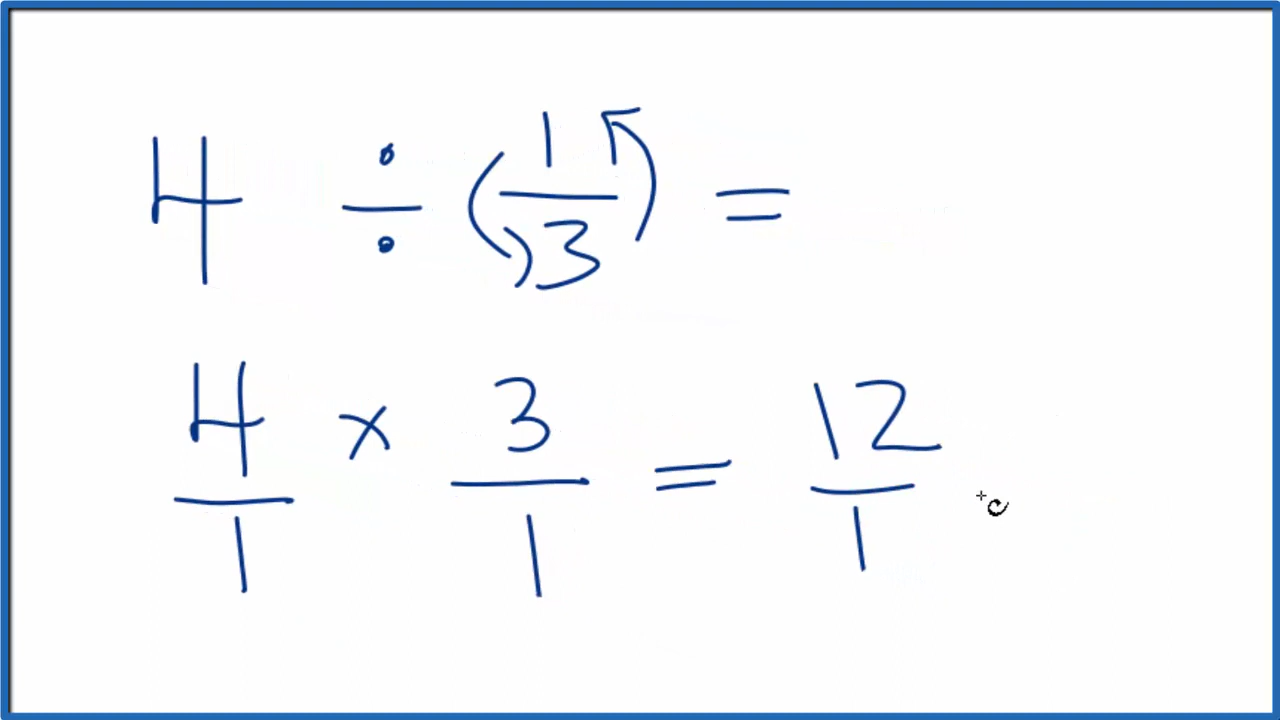 4 ÷ (1/3) =
4/1 x 3/1 = 12/1